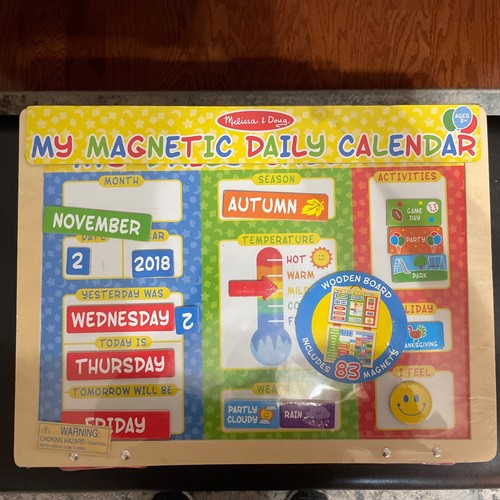 Melissa & Doug
AGES 3+
MY MAGNETIC DAILY CALENDAR
MONTH
NOVEMBER
2
2018
YESTERDAY WAS
WEDNESDAY
2
TODAY IS
THURSDAY
TOMORROW WILL BE
FRIDAY
WARNING:
CHOKING HAZARD
SEASON
AUTUMN
TEMPERATURE
HOT
WARM
PARTLY CLOUDY
RAIN
WOODEN BOARD
INCLUDES 83 MAGNETS
ACTIVITIES
GAME DAY
PARTY
PARK
I FEEL